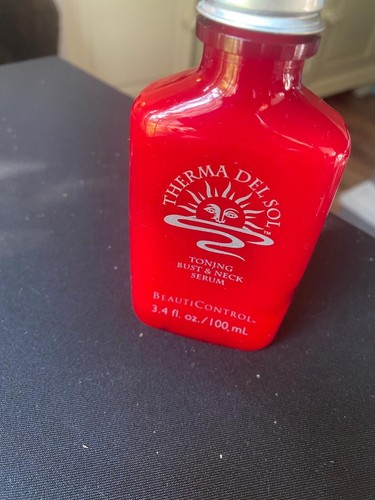 THERMA DEL SOL
TONING
BUST & NECK
SERUM
BEAUTICONTROL
3.4 fl. oz./100 mL